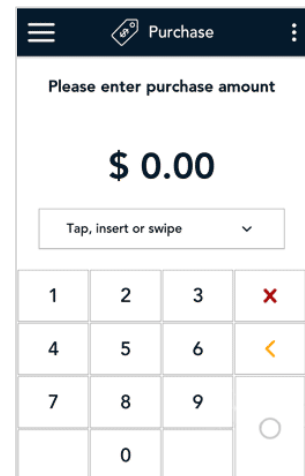 Purchase
Please enter purchase amount
$ 0.00
Tap, insert or swipe
1 2 3
4 5 6
7 8 9
0